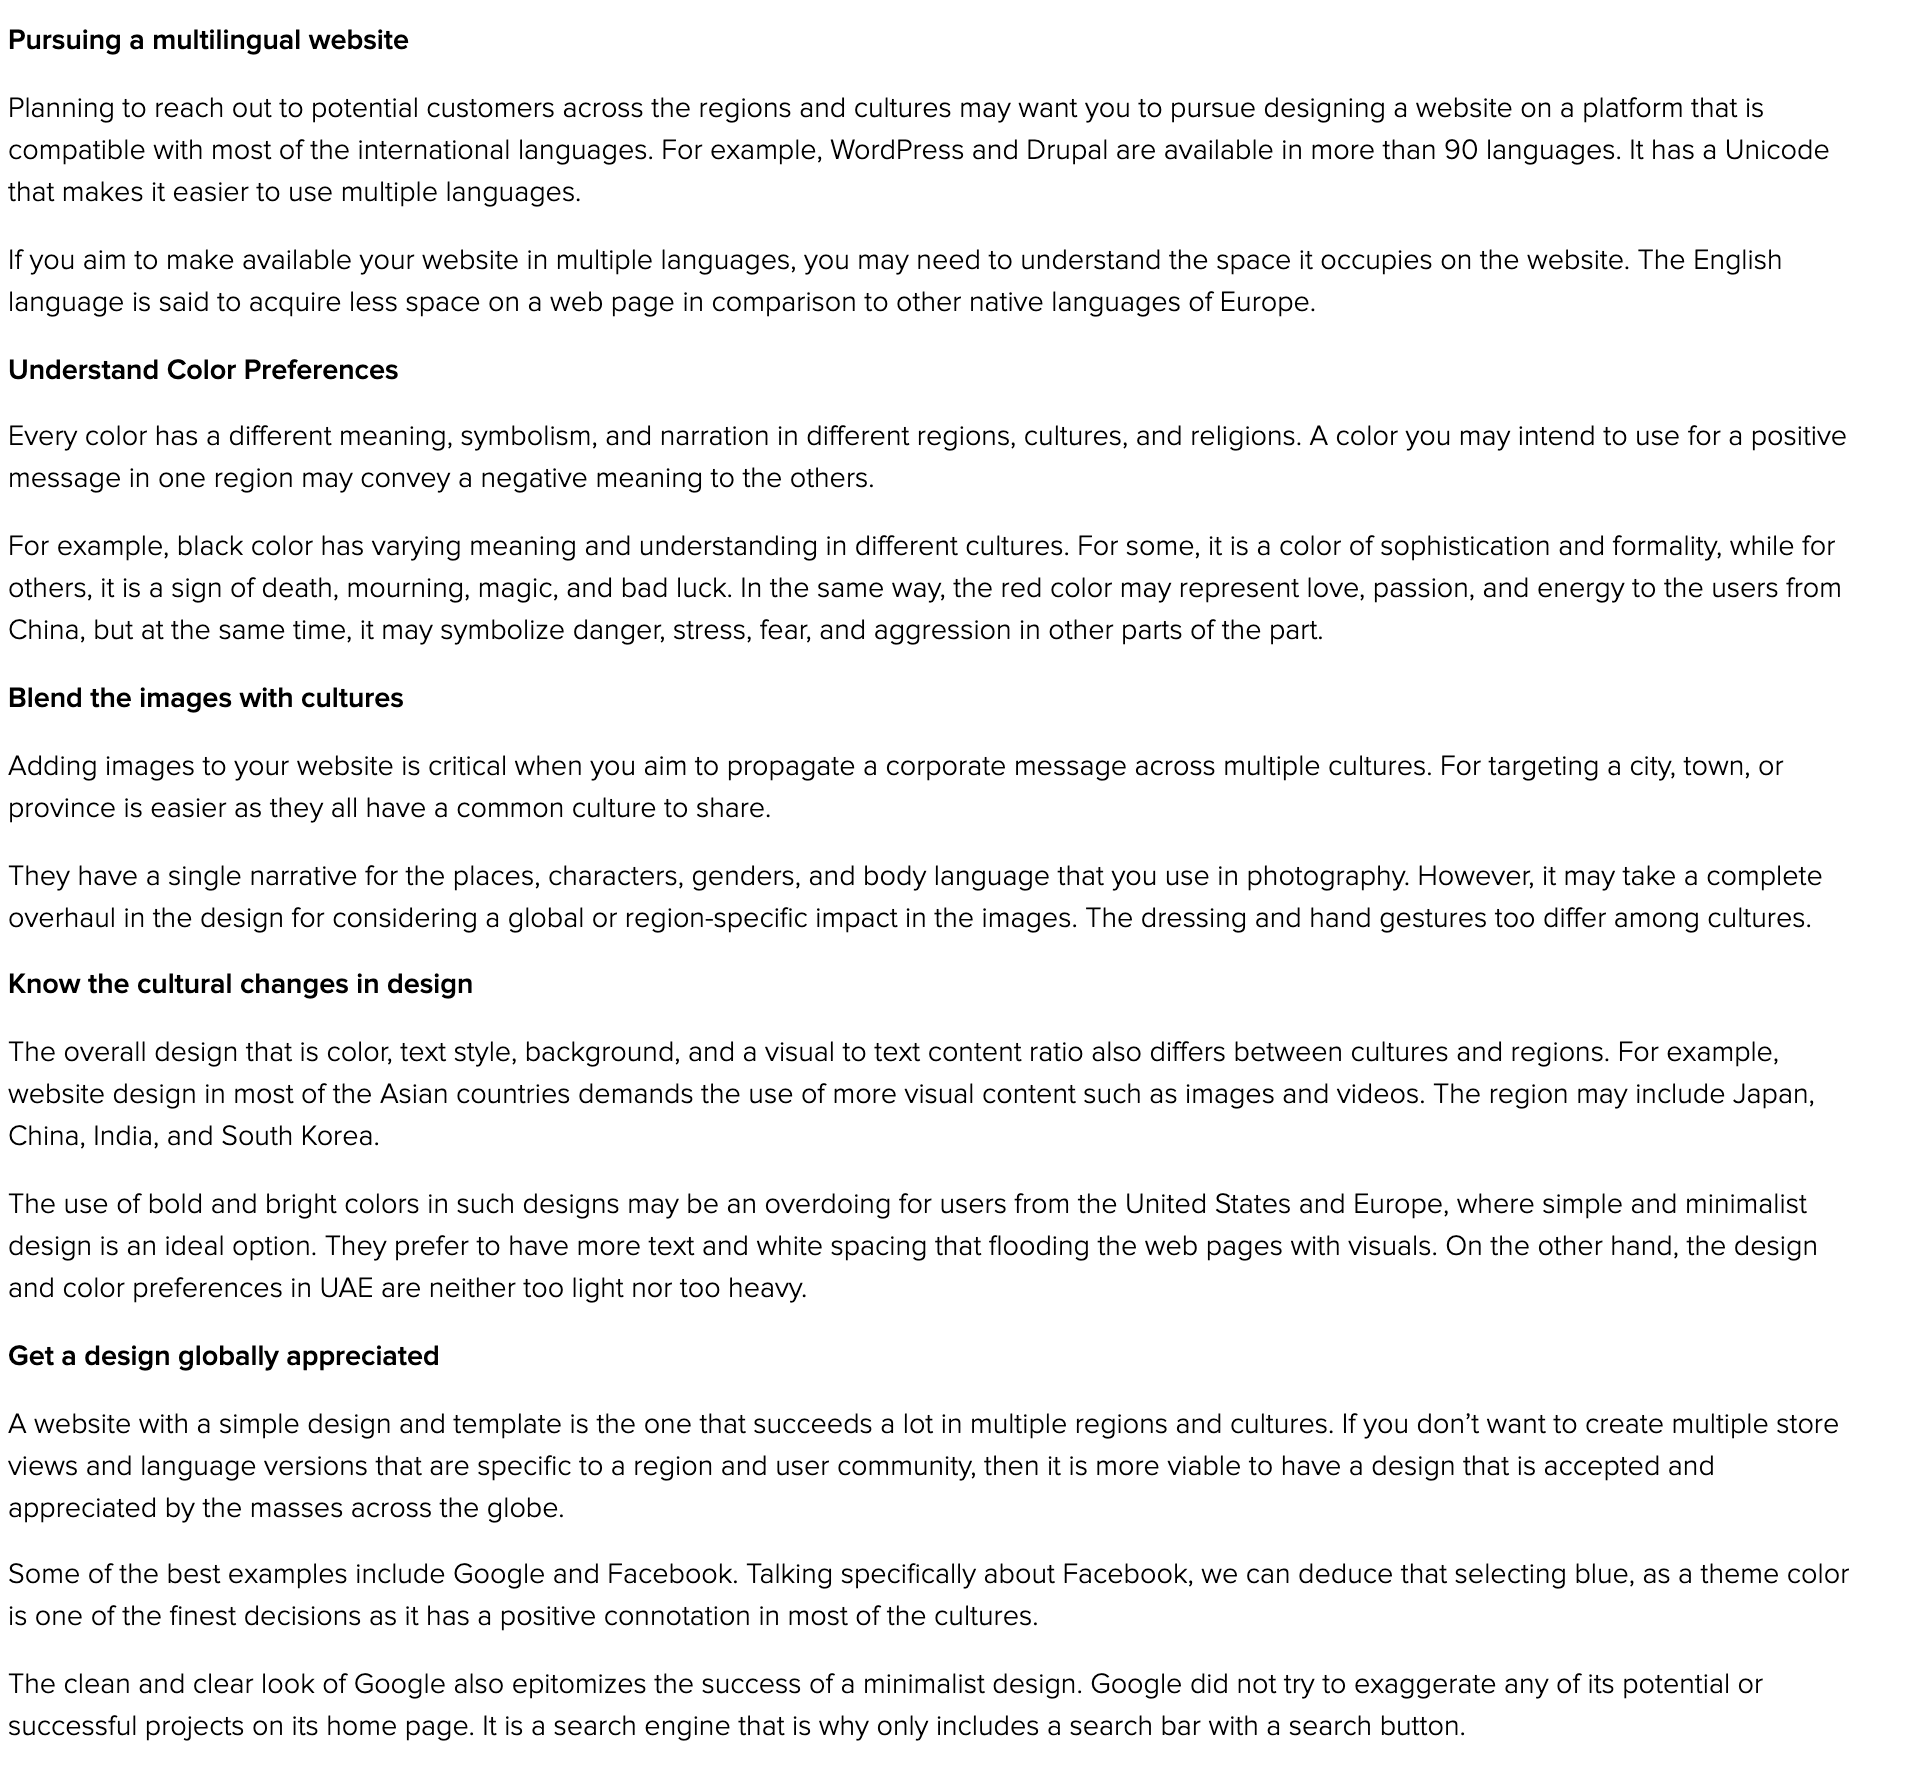 Pursuing a multilingual website
Planning to reach out to potential customers across the regions and cultures may want you to pursue designing a website on a platform that is
compatible with most of the international languages. For example, WordPress and Drupal are available in more than 90 languages. It has a Unicode
that makes it easier to use multiple languages.
If you aim to make available your website in multiple languages, you may need to understand the space it occupies on the website. The English
language is said to acquire less space on a web page in comparison to other native languages of Europe.
Understand Color Preferences
Every color has a different meaning, symbolism, and narration in different regions, cultures, and religions. A color you may intend to use for a positive
message in one region may convey a negative meaning to the others.
For example, black color has varying meaning and understanding in different cultures. For some, it is a color of sophistication and formality, while for
others, it is a sign of death, mourning, magic, and bad luck. In the same way, the red color may represent love, passion, and energy to the users from
China, but at the same time, it may symbolize danger, stress, fear, and aggression in other parts of the part.
Blend the images with cultures
Adding images to your website is critical when you aim to propagate a corporate message across multiple cultures. For targeting a city, town, or
province is easier as they all have a common culture to share.
They have a single narrative for the places, characters, genders, and body language that you use in photography. However, it may take a complete
overhaul in the design for considering a global or region-specific impact in the images. The dressing and hand gestures too differ among cultures.
Know the cultural changes in design
The overall design that is color, text style, background, and a visual to text content ratio also differs between cultures and regions. For example,
website design in most of the Asian countries demands the use of more visual content such as images and videos. The region may include Japan,
China, India, and South Korea.
The use of bold and bright colors in such designs may be an overdoing for users from the United States and Europe, where simple and minimalist
design is an ideal option. They prefer to have more text and white spacing that flooding the web pages with visuals. On the other hand, the design
and color preferences in UAE are neither too light nor too heavy.
Get a design globally appreciated
A website with a simple design and template is the one that succeeds a lot in multiple regions and cultures. If you don’t want to create multiple store
views and language versions that are specific to a region and user community, then it is more viable to have a design that is accepted and
appreciated by the masses across the globe.
Some of the best examples include Google and Facebook. Talking specifically about Facebook, we can deduce that selecting blue, as a theme color
is one of the finest decisions as it has a positive connotation in most of the cultures.
The clean and clear look of Google also epitomizes the success of a minimalist design. Google did not try to exaggerate any of its potential or
successful projects on its home page. It is a search engine that is why only includes a search bar with a search button.